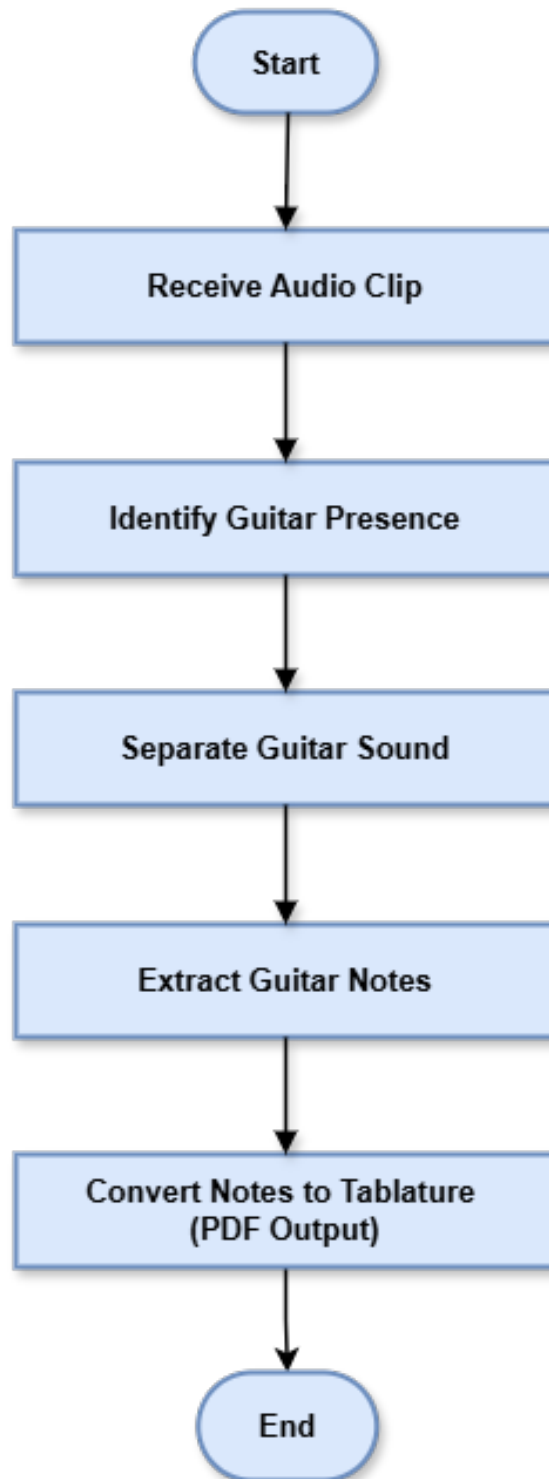 Start
Receive Audio Clip
Identify Guitar Presence
Separate Guitar Sound
Extract Guitar Notes
Convert Notes to Tablature
(PDF Output)
End